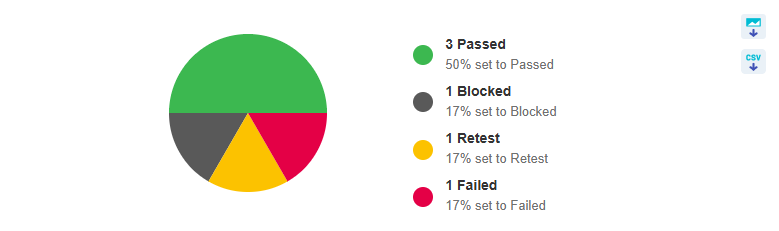 3 Passed
50% set to Passed
1 Blocked
17% set to Blocked
1 Retest
17% set to Retest
1 Failed
17% set to Failed
CSV